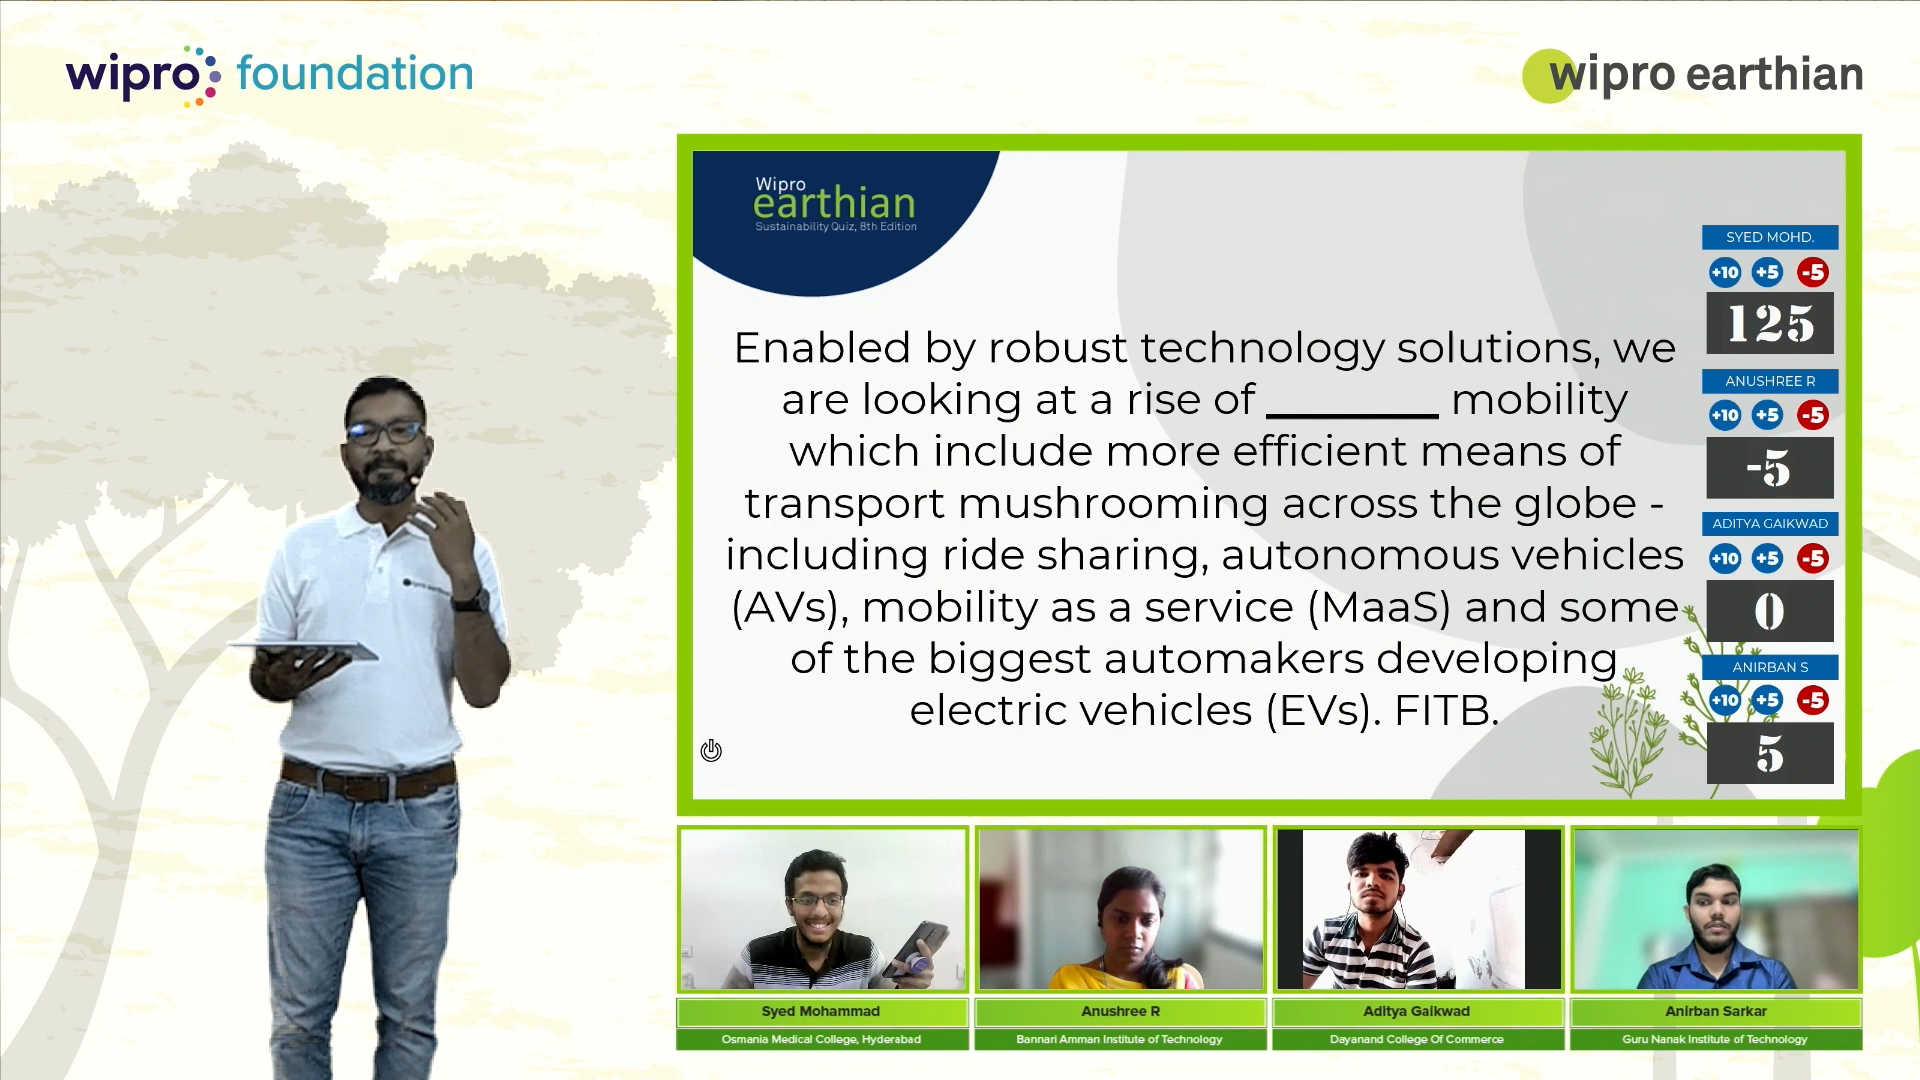 wipro foundation
wipro earthian
Wipro
earthian
Sustainability Quiz, 8th Edition
Enabled by robust technology solutions, we
are looking at a rise of ________ mobility
which include more efficient means of
transport mushrooming across the globe -
including ride sharing, autonomous vehicles
(AVs), mobility as a service (MaaS) and some
of the biggest automakers developing
electric vehicles (EVs). FITB.
SYED MOHD.
+10 +5 -5
125
ANUSHREE R
+10 +5 -5
-5
ADITYA GAIKWAD
+10 +5 -5
0
ANIRBAN S
+10 +5 -5
5
Syed Mohammad
Osmania Medical College, Hyderabad
Anushree R
Bannari Amman Institute of Technology
Aditya Gaikwad
Dayanand College Of Commerce
Anirban Sarkar
Guru Nanak Institute of Technology